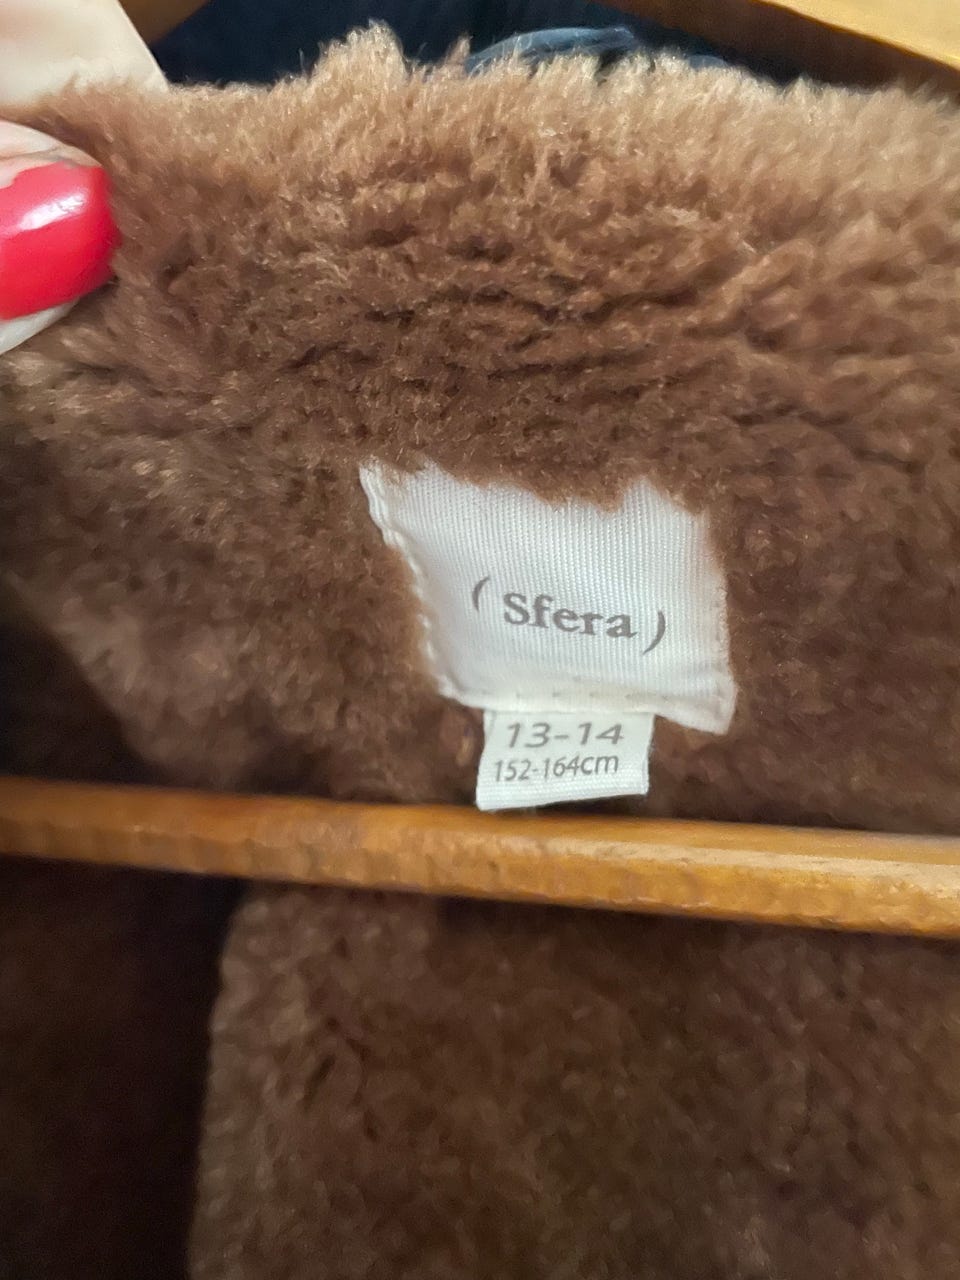 ( Sfera )
13-14
152-164cm